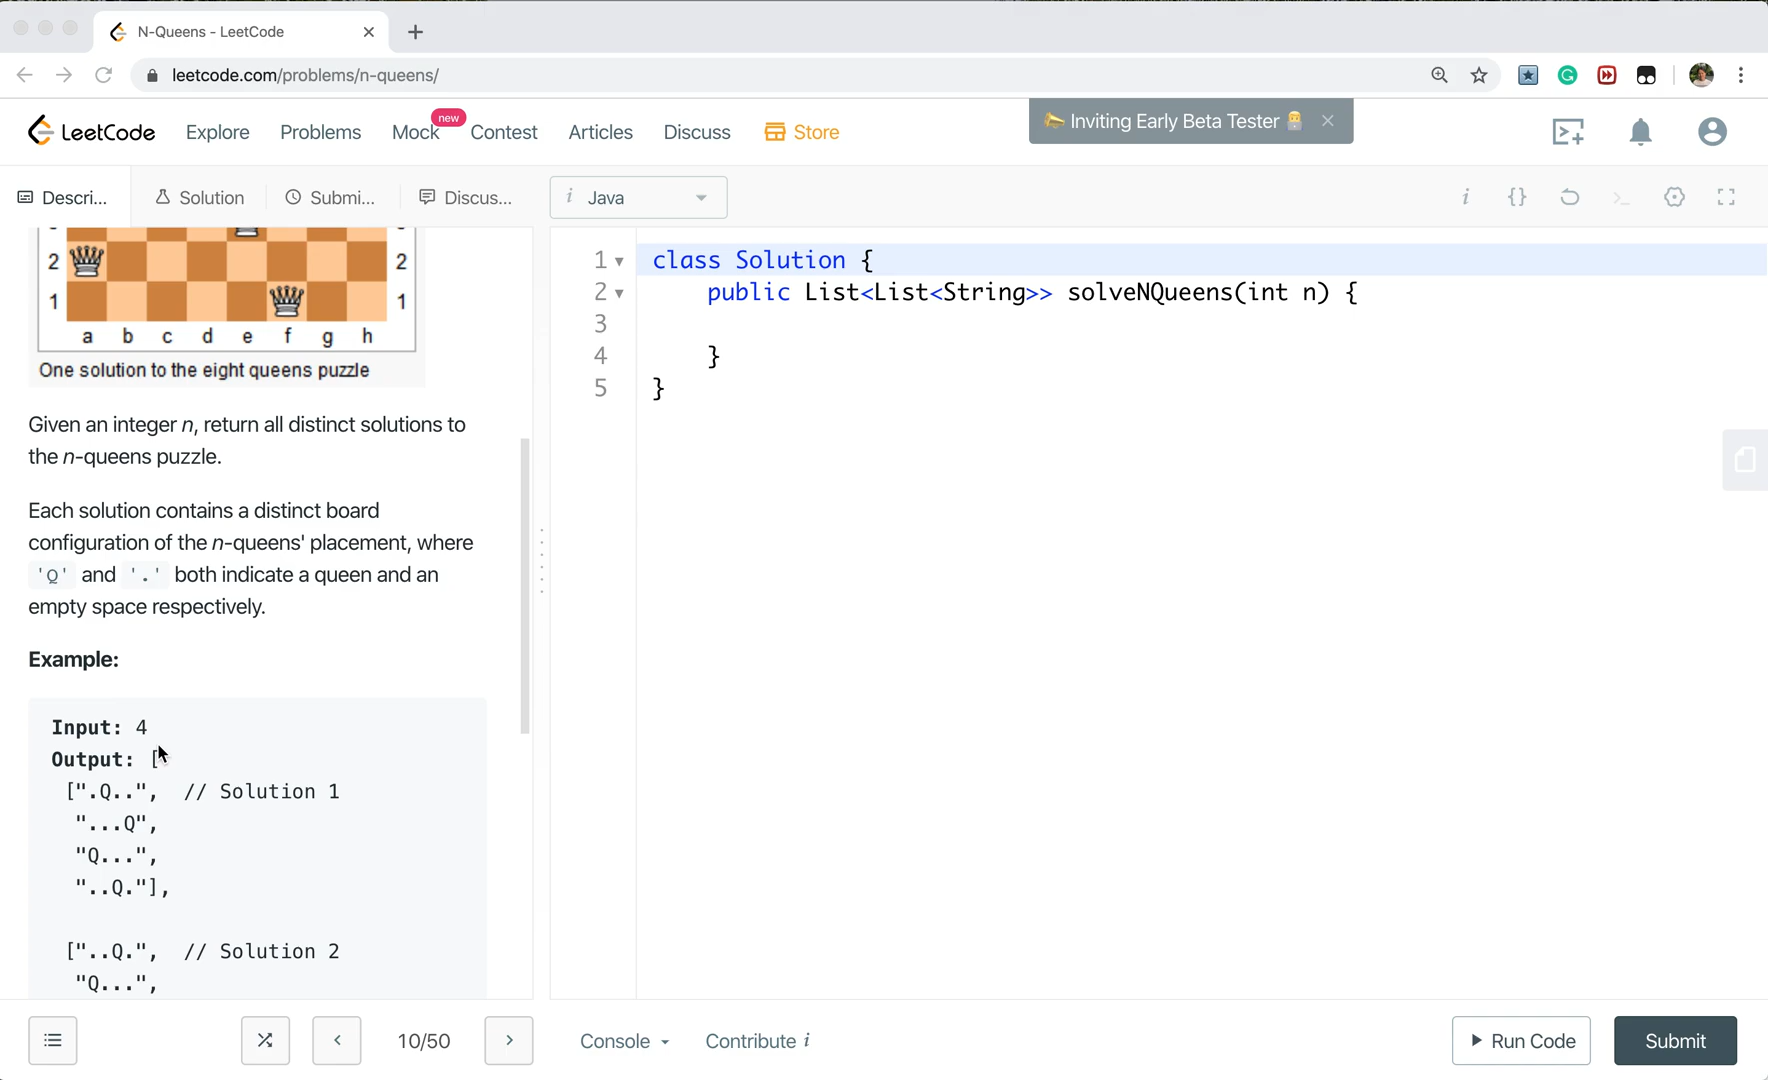 N-Queens - LeetCode
leetcode.com/problems/n-queens/
LeetCode
Explore
Problems
Mock
new
Contest
Articles
Discuss
Store
Inviting Early Beta Tester
Descri...
Solution
Submi...
Discus...
i Java
2 2
1 1
a b c d e f g h
One solution to the eight queens puzzle
Given an integer n, return all distinct solutions to
the n-queens puzzle.
Each solution contains a distinct board
configuration of the n-queens' placement, where
'Q' and '.' both indicate a queen and an
empty space respectively.
Example:
Input: 4
Output: [
[".Q..", // Solution 1
"...Q",
"Q...",
"..Q."],
["..Q.", // Solution 2
"Q...",
1 class Solution {
2 public List<List<String>> solveNQueens(int n) {
3
4 }
5 }
10/50
Console
Contribute i
Run Code
Submit